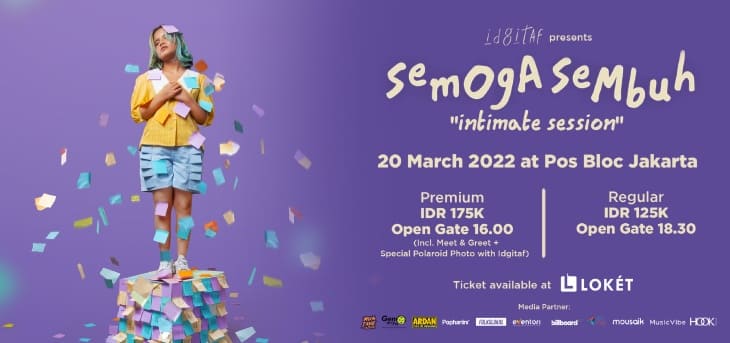 idgitaf presents
semOgA seMbuh
"intimate session"
20 March 2022 at Pos Bloc Jakarta
Premium
IDR 175K
Open Gate 16.00
(Incl. Meet & Greet +
Special Polaroid Photo with Idgitaf)
Regular
IDR 125K
Open Gate 18.30
Ticket available at LOKÉT
Media Partner:
ARDAN
Pophariini
eventori
billboard
mousaik
MusicVibe
HOOK